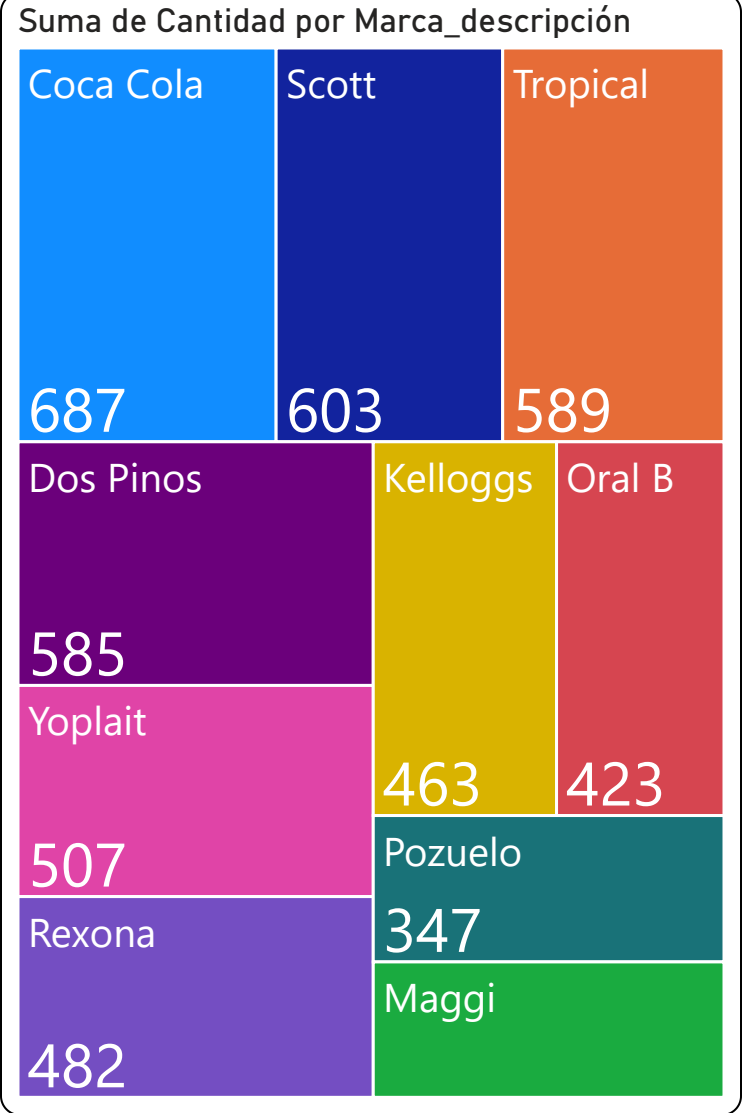 Suma de Cantidad por Marca_descripción
Coca Cola
687
Scott
603
Tropical
589
Dos Pinos
585
Yoplait
507
Rexona
482
Kelloggs
463
Oral B
423
Pozuelo
347
Maggi